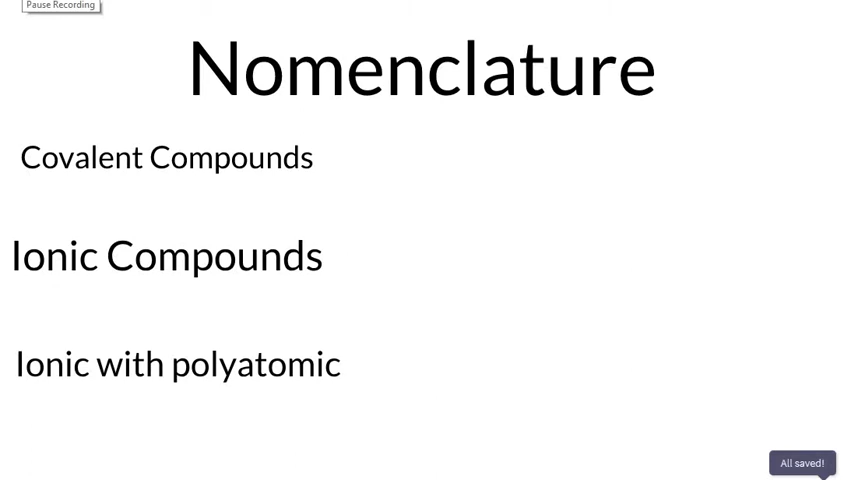 Pause Recording
Nomenclature
Covalent Compounds
Ionic Compounds
Ionic with polyatomic
All saved!